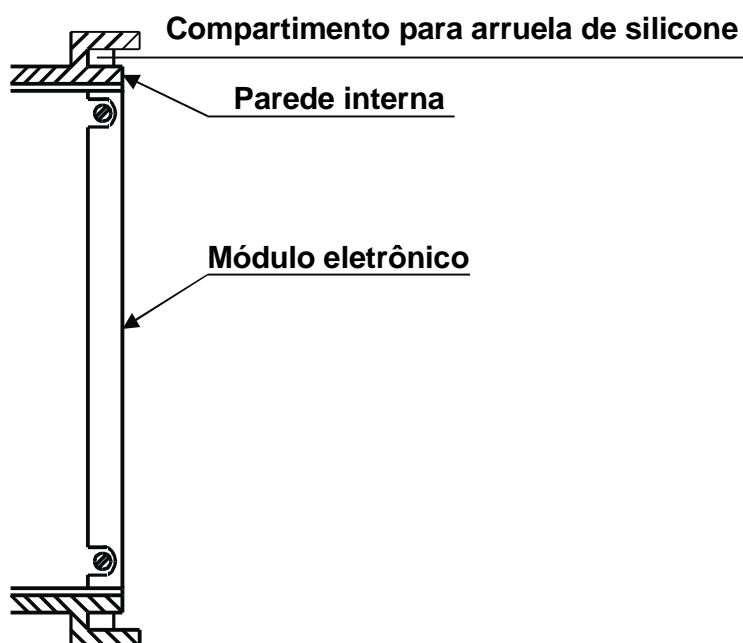 Compartimento para arruela de silicone
Parede interna
Módulo eletrônico